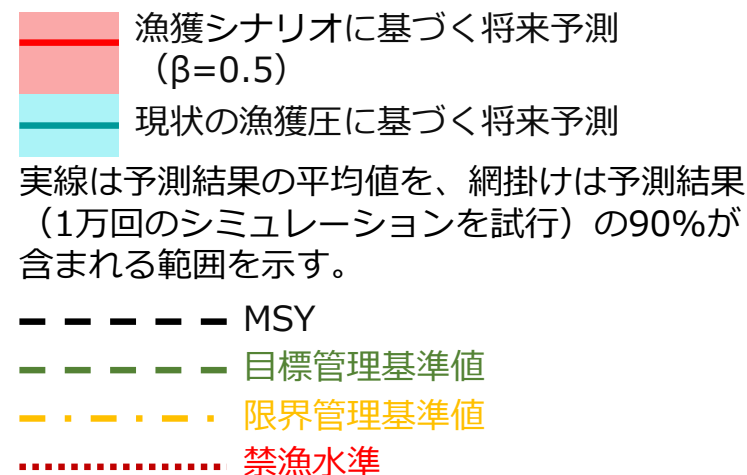 漁獲シナリオに基づく将来予測
（β=0.5）
現状の漁獲圧に基づく将来予測
実線は予測結果の平均値を、網掛けは予測結果
（1万回のシミュレーションを試行）の90%が
含まれる範囲を示す。
MSY
目標管理基準値
限界管理基準値
禁漁水準